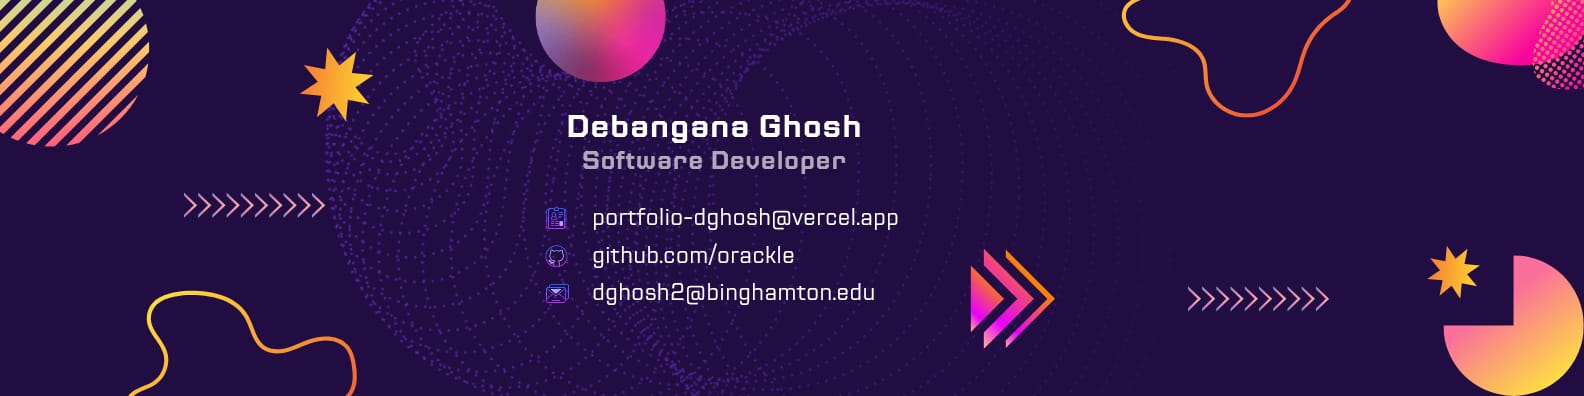 Debangana Ghosh
Software Developer
portfolio-dghosh@vercel.app
github.com/orackle
dghosh2@binghamton.edu